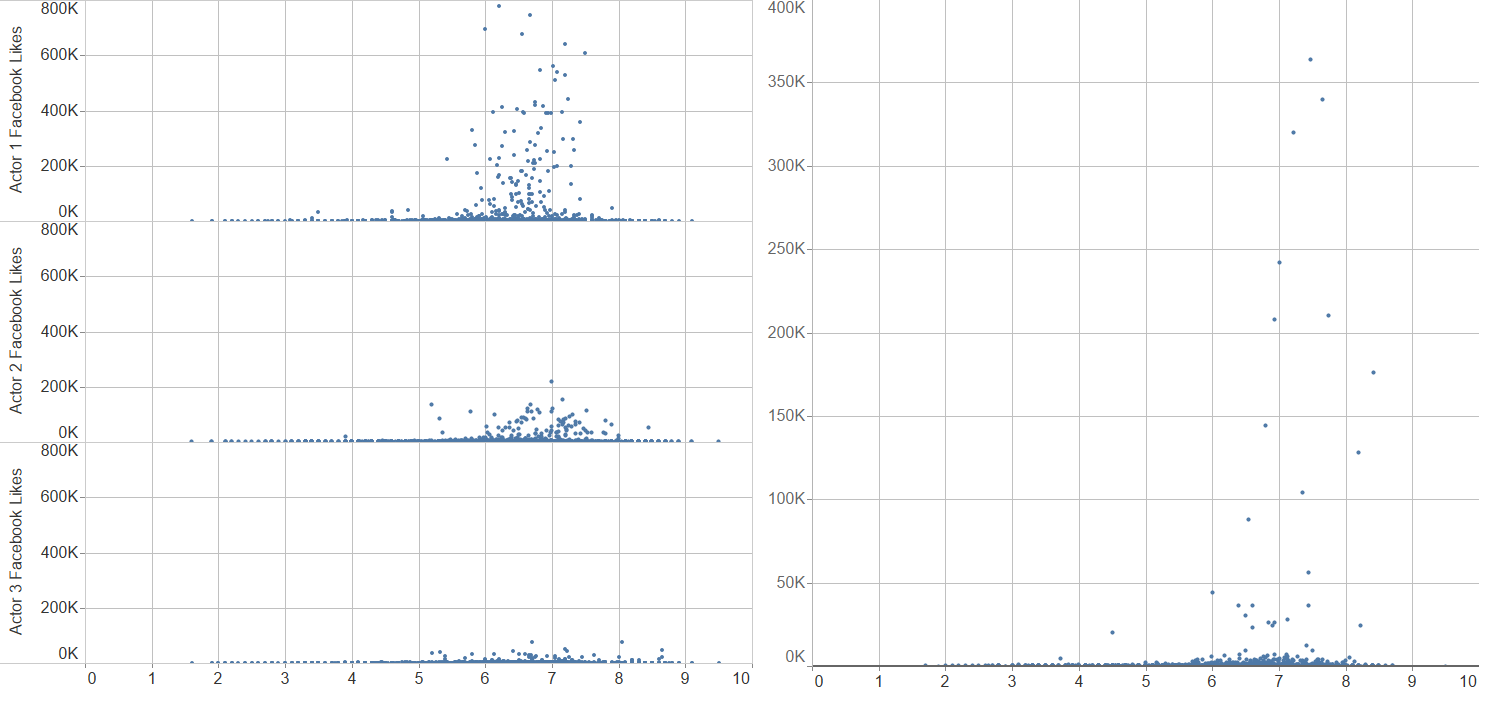 Actor 1 Facebook Likes
800K
600K
400K
200K
0K
Actor 2 Facebook Likes
800K
600K
400K
200K
0K
Actor 3 Facebook Likes
800K
600K
400K
200K
0K
0 1 2 3 4 5 6 7 8 9 10
400K
350K
300K
250K
200K
150K
100K
50K
0K
0 1 2 3 4 5 6 7 8 9 10